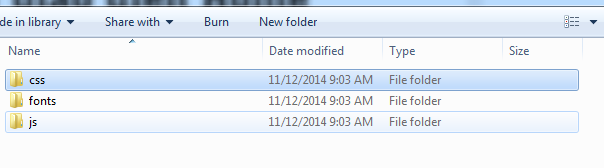 de in library Share with Burn New folder
Name Date modified Type Size
css 11/12/2014 9:03 AM File folder
fonts 11/12/2014 9:03 AM File folder
js 11/12/2014 9:03 AM File folder